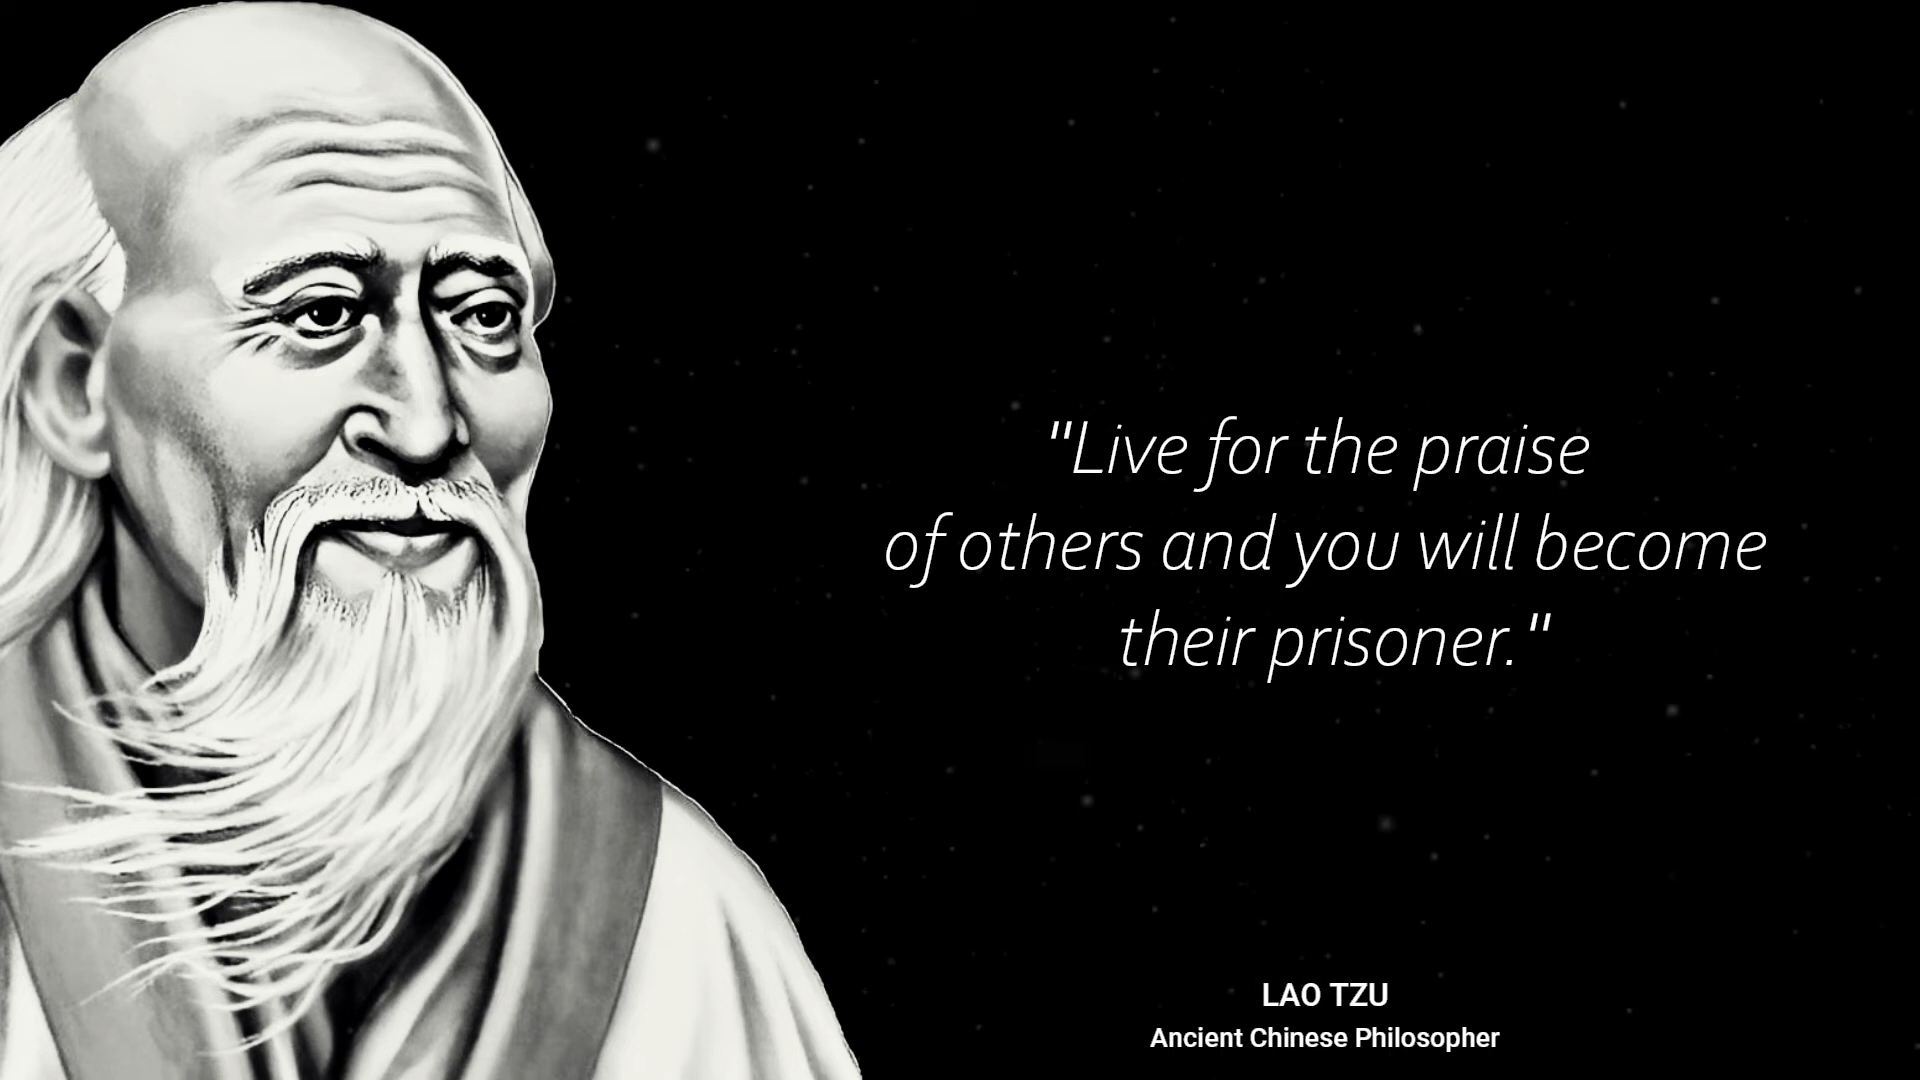 "Live for the praise
of others and you will become
their prisoner."
LAO TZU
Ancient Chinese Philosopher